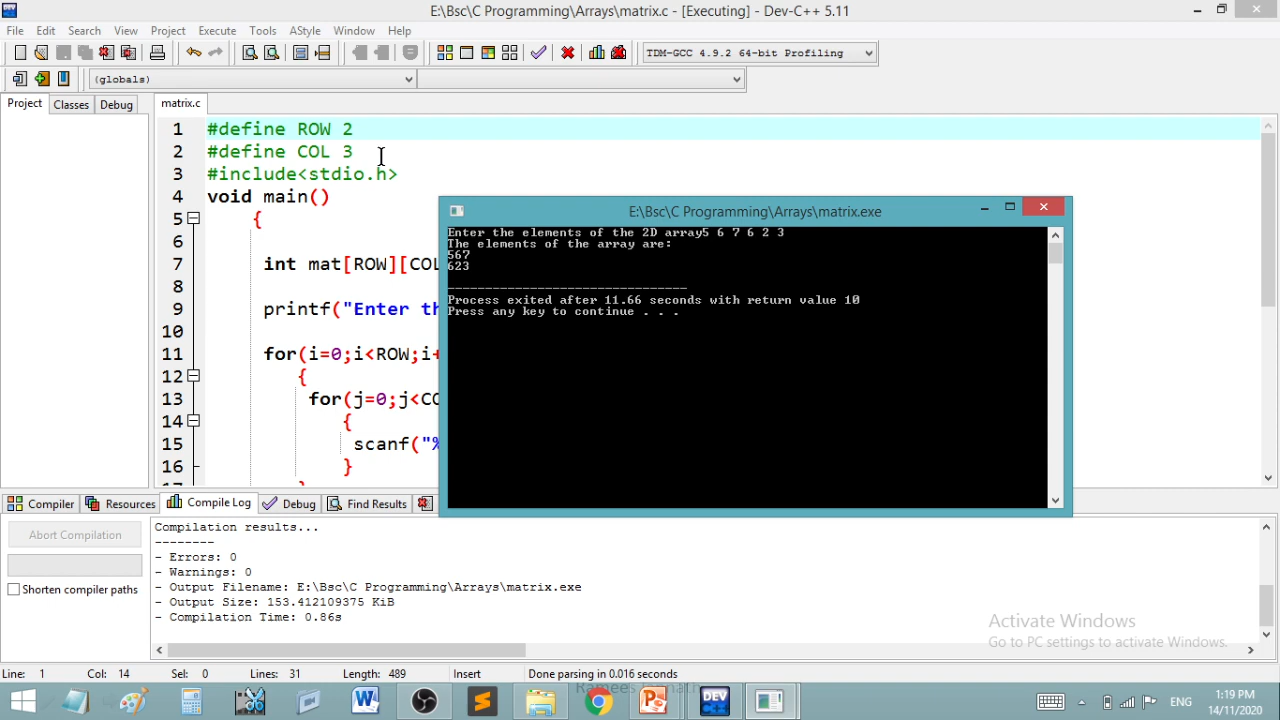 E:\Bsc\C Programming\Arrays\matrix.c - [Executing] - Dev-C++ 5.11
File Edit Search View Project Execute Tools AStyle Window Help
TDM-GCC 4.9.2 64-bit Profiling
(globals)
Project Classes Debug
matrix.c
1 #define ROW 2
2 #define COL 3
3 #include<stdio.h>
4 void main()
5 {
6
7 int mat[ROW][COL
8
9 printf("Enter th
10
11 for(i=0;i<ROW;i+
12 {
13 for(j=0;j<CO
14 {
15 scanf("%
16 }
E:\Bsc\C Programming\Arrays\matrix.exe
Enter the elements of the 2D array5 6 7 6 2 3
The elements of the array are:
567
623
--------------------------------
Process exited after 11.66 seconds with return value 10
Press any key to continue . . .
Compiler Resources Compile Log Debug Find Results
Abort Compilation
Shorten compiler paths
Compilation results...
--------
- Errors: 0
- Warnings: 0
- Output Filename: E:\Bsc\C Programming\Arrays\matrix.exe
- Output Size: 153.412109375 KiB
- Compilation Time: 0.86s
Activate Windows
Go to PC settings to activate Windows.
Line: 1 Col: 14 Sel: 0 Lines: 31 Length: 489 Insert Done parsing in 0.016 seconds
DEV
C++
ENG
1:19 PM
14/11/2020